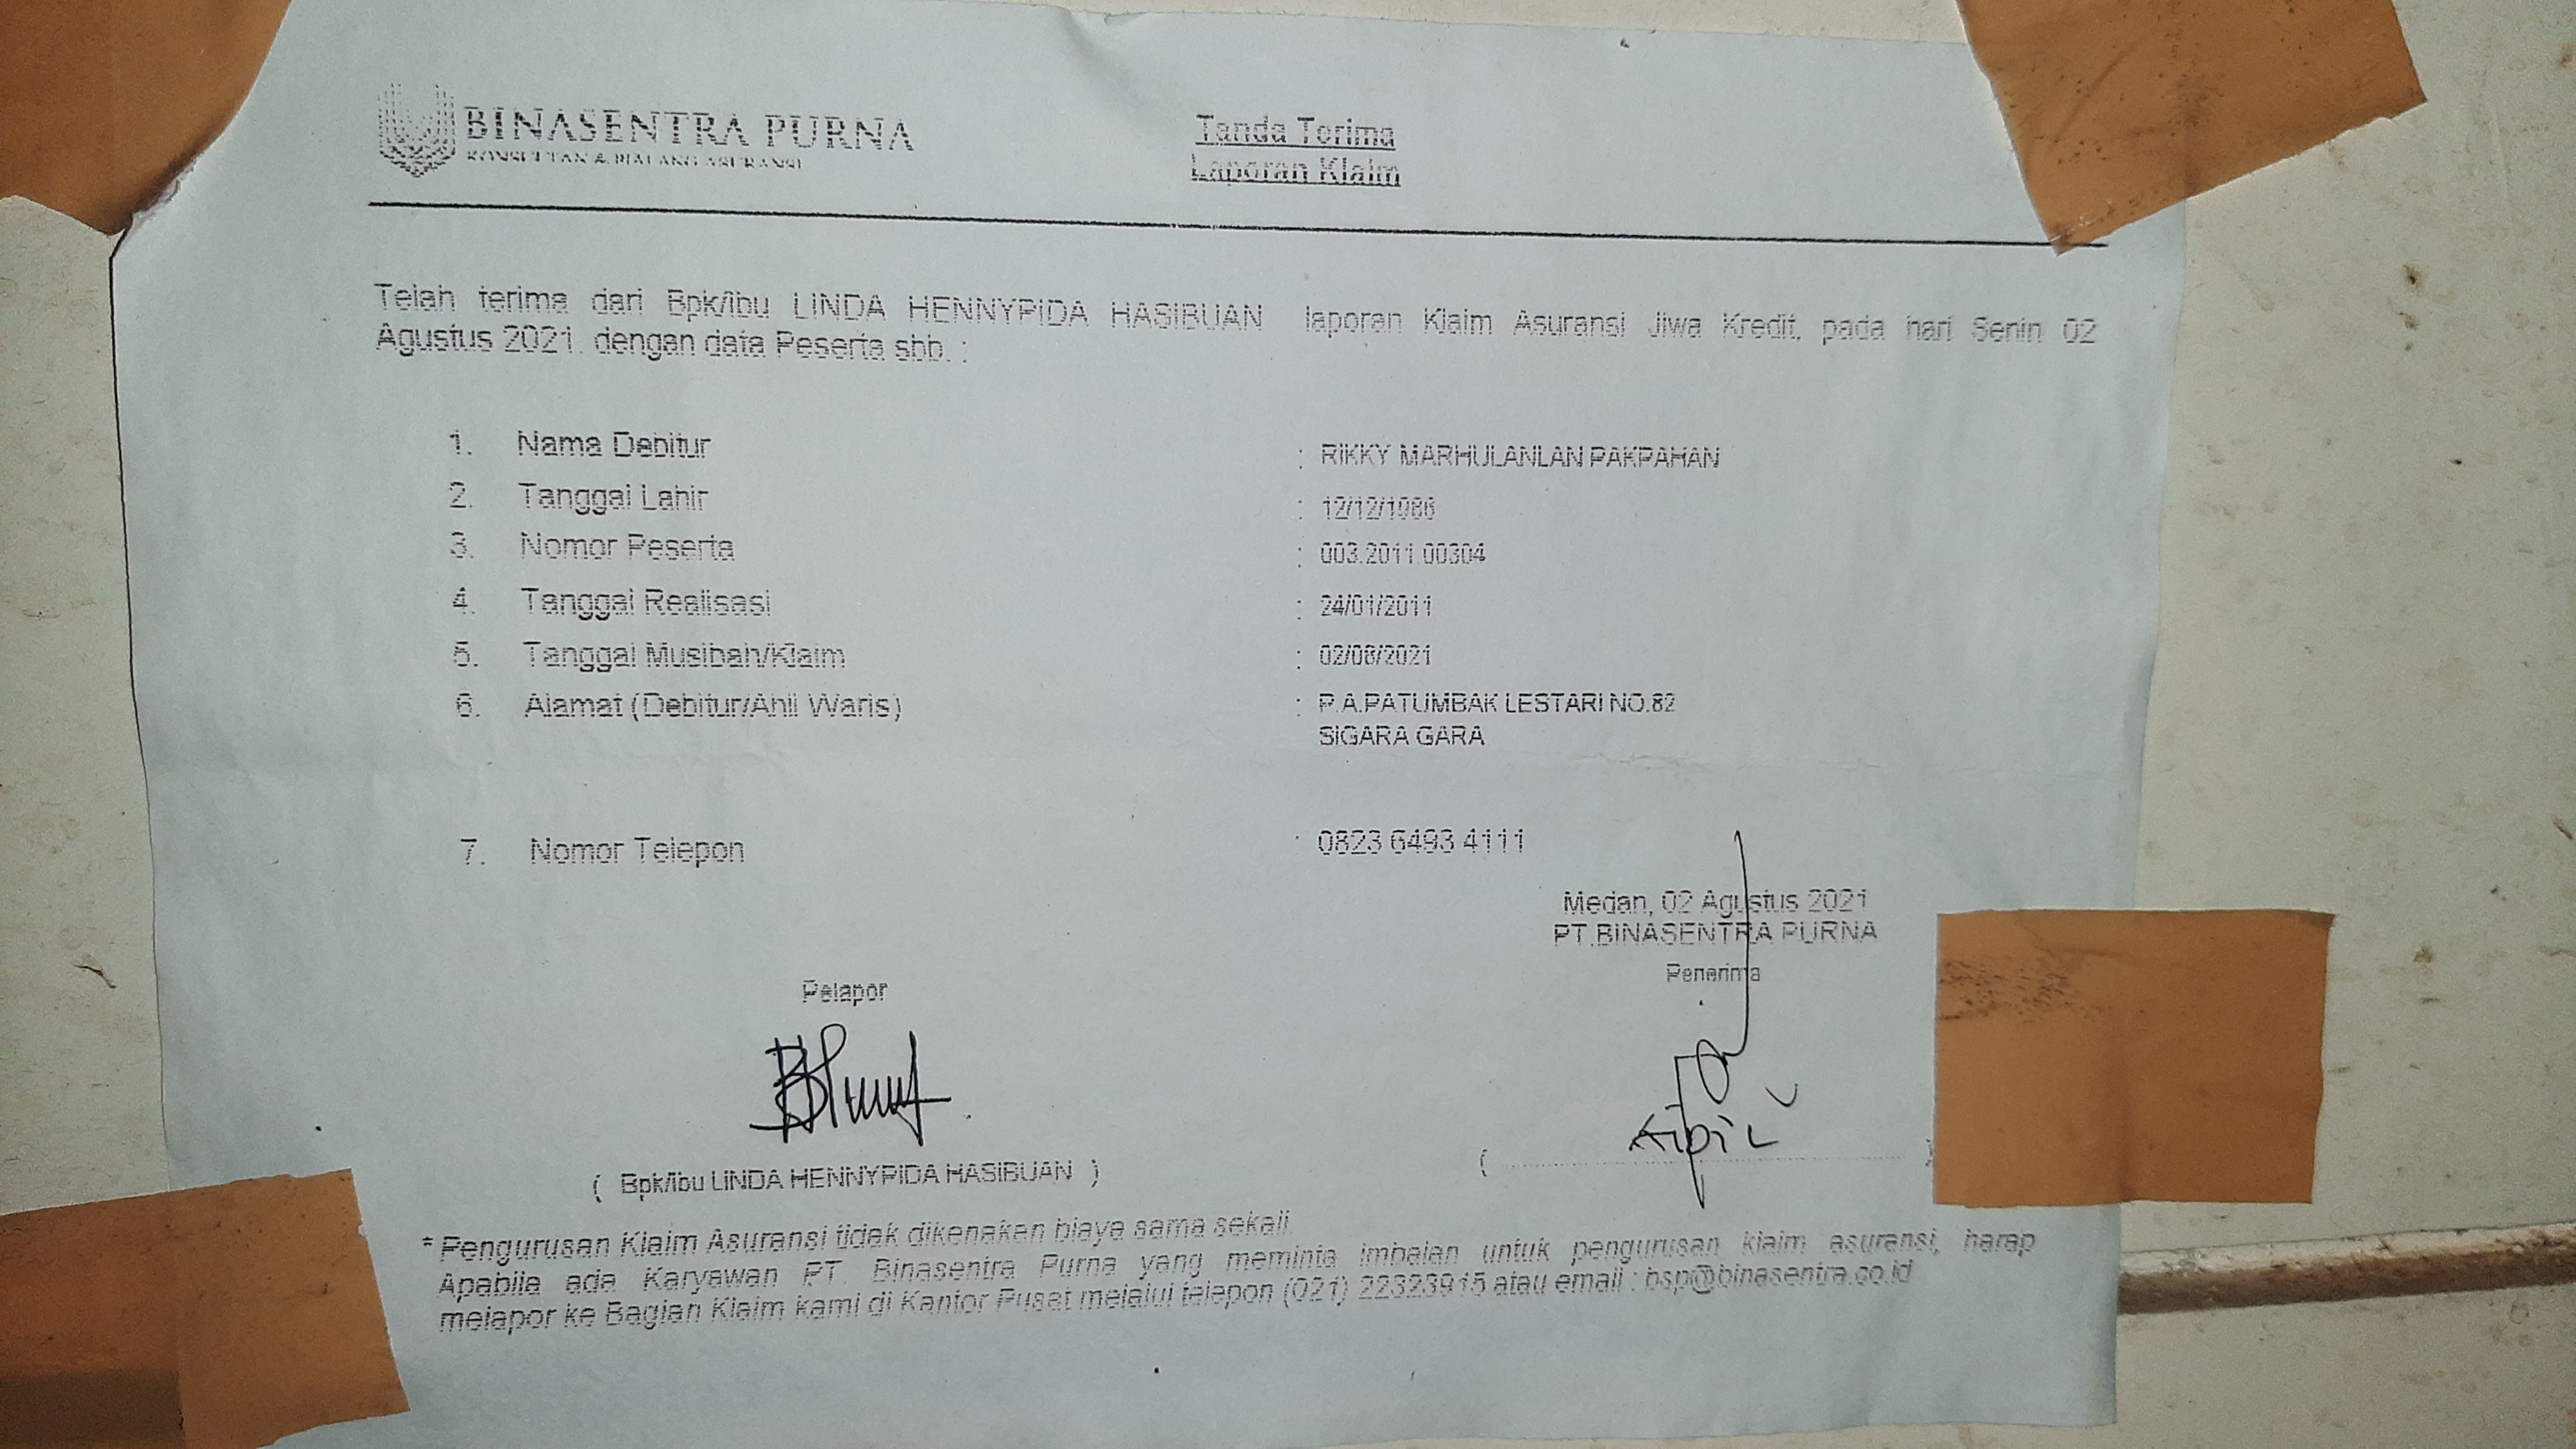 BINASENTRA PURNA
KONSULTAN & PIALANG ASURANSI
Tanda Terima
Laporan Klaim
Telah terima dari Bpk/Ibu LINDA HENNYPIDA HASIBUAN laporan Klaim Asuransi Jiwa Kredit, pada hari Senin 02
Agustus 2021. dengan data Peserta sbb. :
1. Nama Debitur : RIKKY MARHULANLAN PAKPAHAN
2. Tanggal Lahir : 12/12/1986
3. Nomor Peserta : 003.2011.00304
4. Tanggal Realisasi : 24/01/2011
5. Tanggal Musibah/Klaim : 02/08/2021
6. Alamat (Debitur/Ahli Waris) : P.A.PATUMBAK LESTARI NO.82
SIGARA GARA
7. Nomor Telepon : 0823 6493 4111
Medan, 02 Agustus 2021
PT.BINASENTRA PURNA
Penerima
Pelapor
( Bpk/Ibu LINDA HENNYPIDA HASIBUAN )
* Pengurusan Klaim Asuransi tidak dikenakan biaya sama sekali.
Apabila ada Karyawan PT. Binasentra Purna yang meminta imbalan untuk pengurusan klaim asuransi, harap
melapor ke Bagian Klaim kami di Kantor Pusat melalui telepon (021) 22323915 atau email : bsp@binasentra.co.id